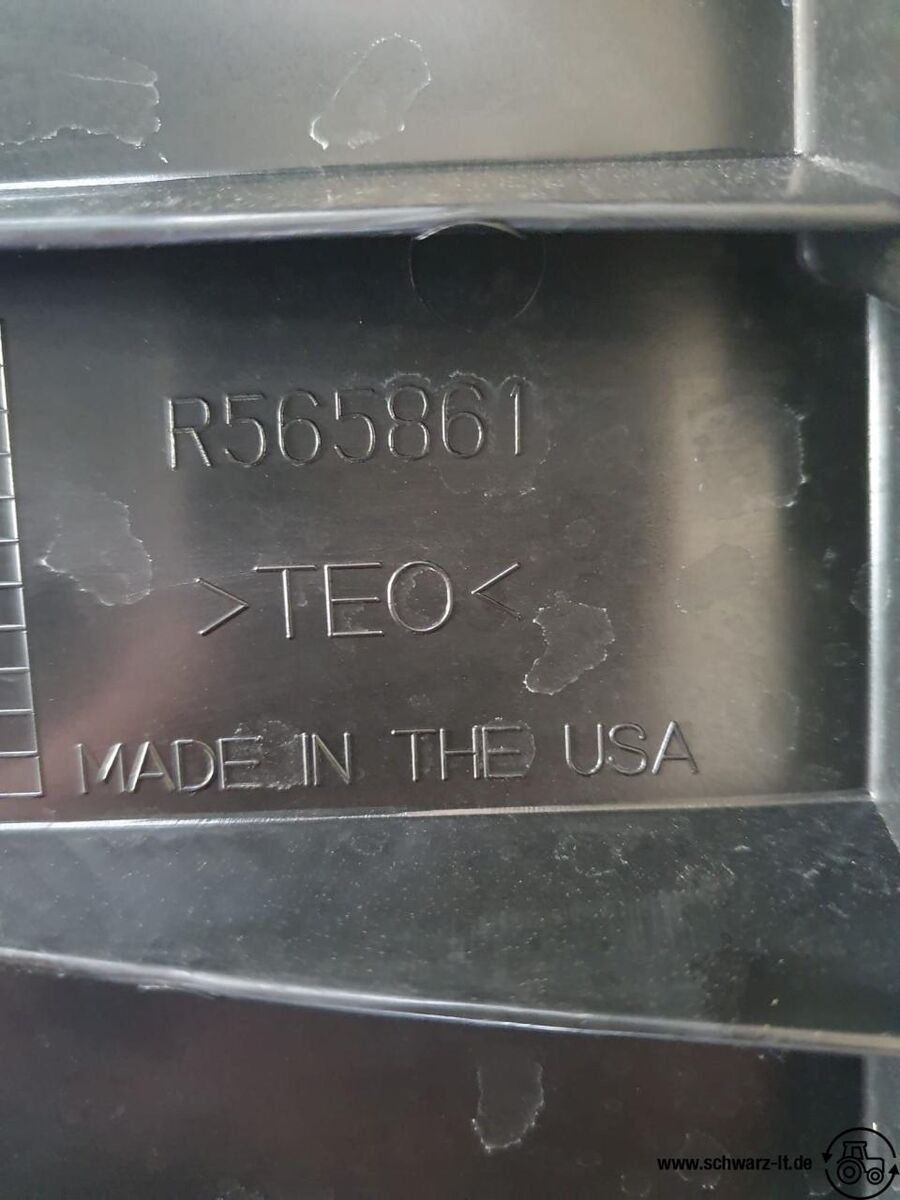 R565861
>TEO<
MADE IN THE USA
www.schwarz-lt.de